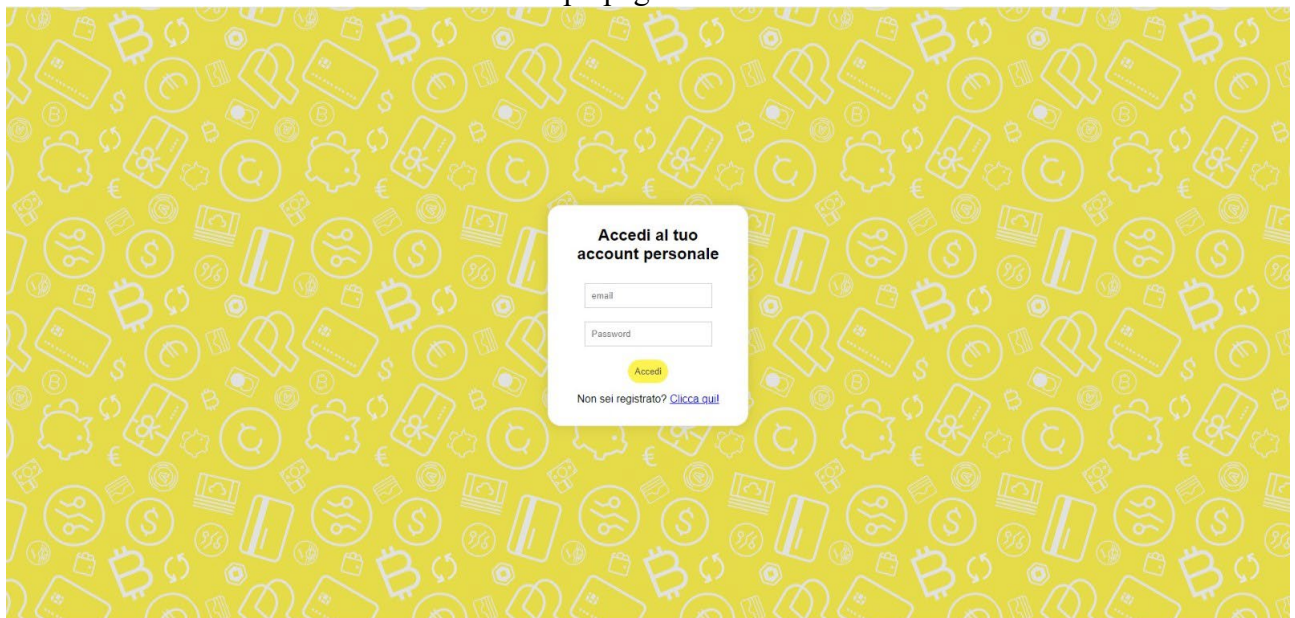 Accedi al tuo
account personale
email
Password
Accedi
Non sei registrato? Clicca qui!